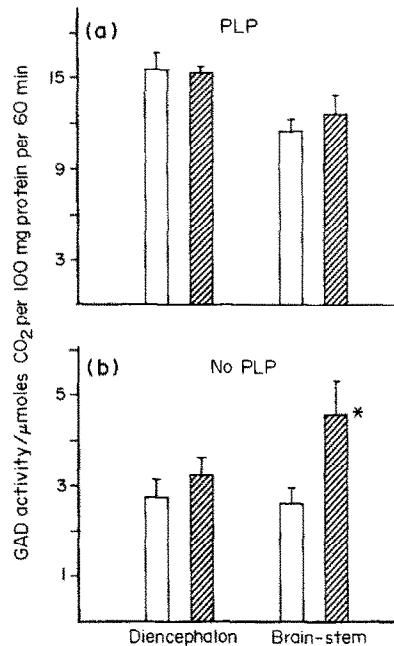 GAD activity/μmoles CO₂ per 100 mg protein per 60 min
(a)
PLP
15
9
3
(b)
No PLP
5
3
1
*
Diencephalon
Brain-stem